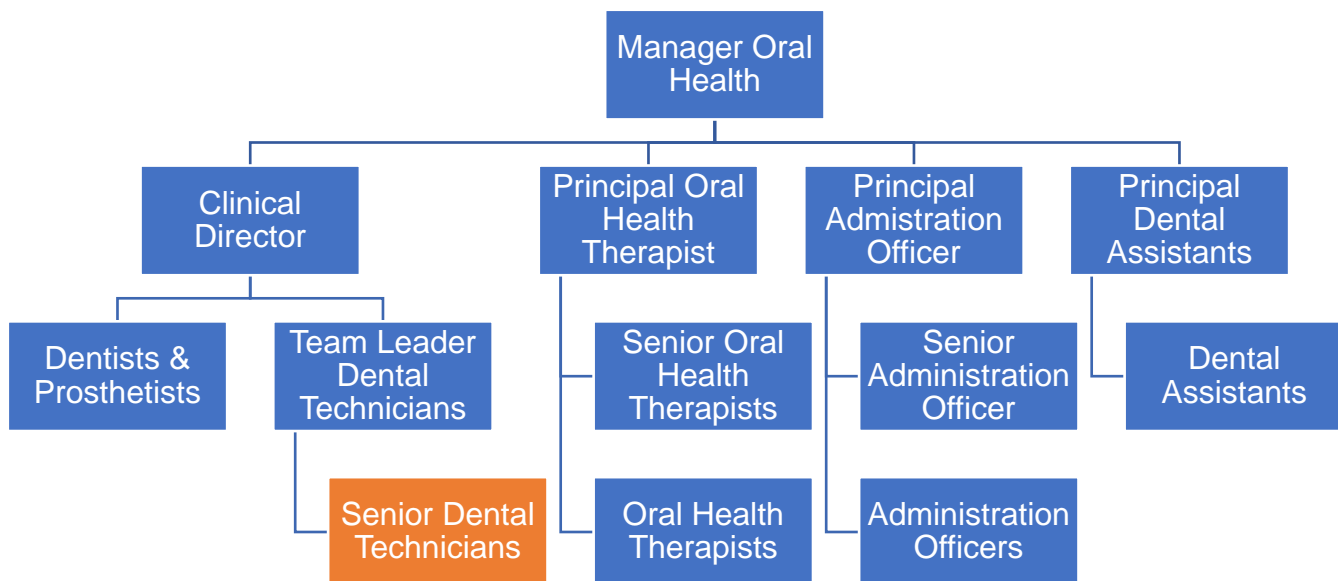 Manager Oral
Health
Clinical
Director
Principal Oral
Health
Therapist
Principal
Admistration
Officer
Principal
Dental
Assistants
Dentists &
Prosthetists
Team Leader
Dental
Technicians
Senior Oral
Health
Therapists
Senior
Administration
Officer
Dental
Assistants
Senior Dental
Technicians
Oral Health
Therapists
Administration
Officers